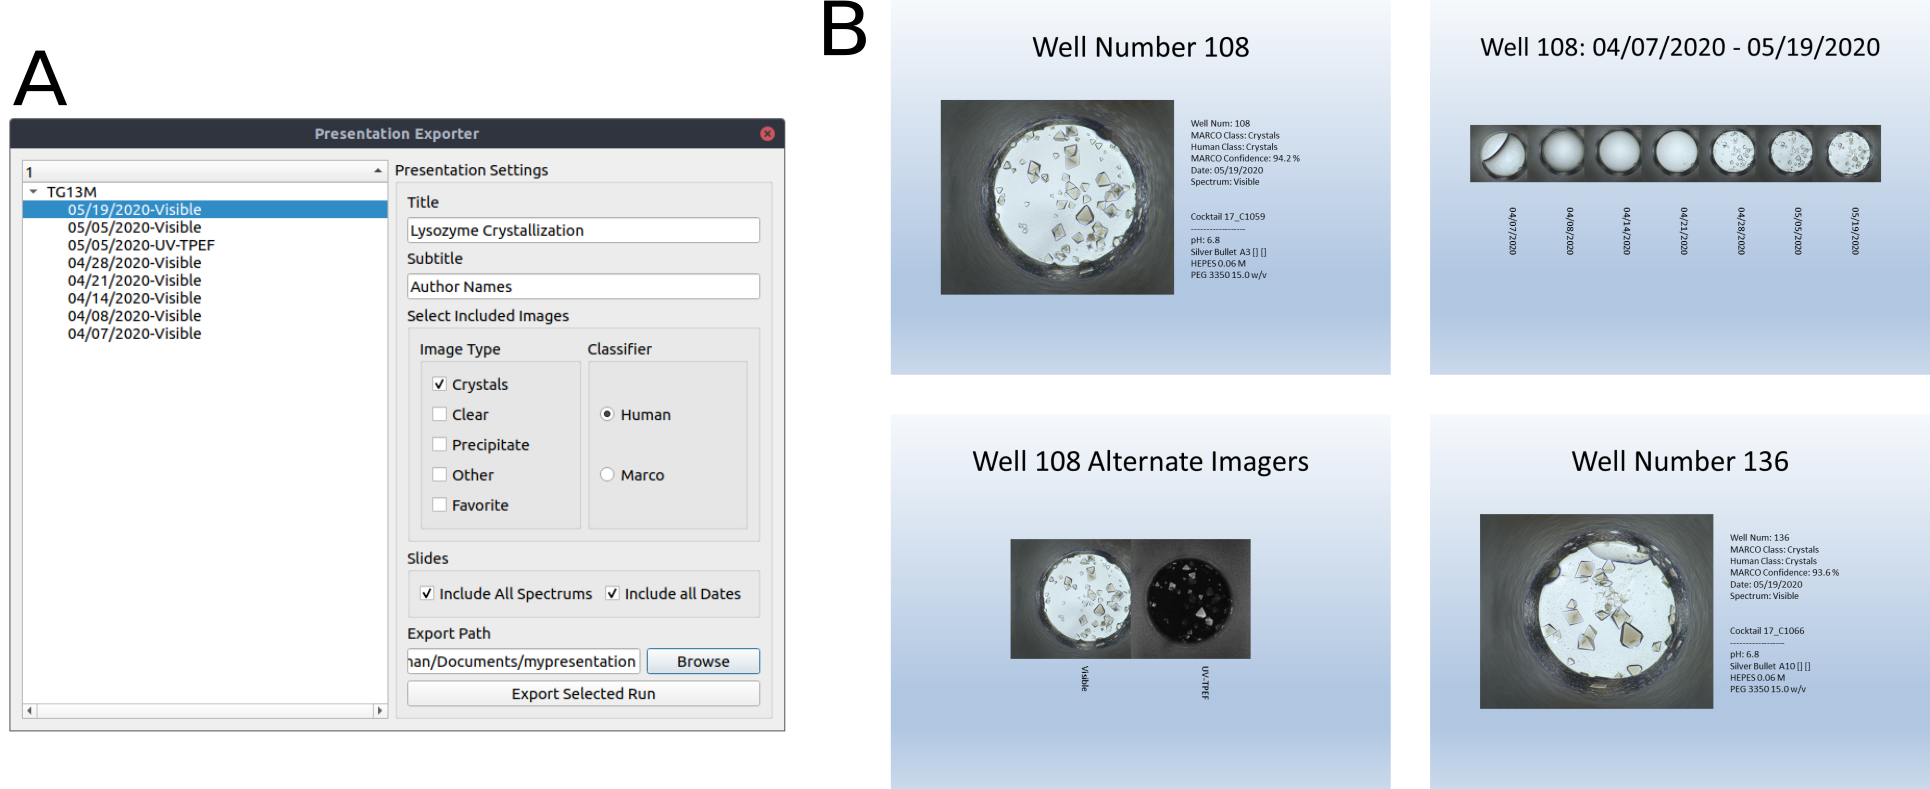 A
Presentation Exporter
1
TG13M
05/19/2020-Visible
05/05/2020-Visible
05/05/2020-UV-TPEF
04/28/2020-Visible
04/21/2020-Visible
04/14/2020-Visible
04/08/2020-Visible
04/07/2020-Visible
Presentation Settings
Title
Lysozyme Crystallization
Subtitle
Author Names
Select Included Images
Image Type
Classifier
Crystals
Clear
Precipitate
Other
Favorite
Human
Marco
Slides
Include All Spectrums
Include all Dates
Export Path
nan/Documents/mypresentation
Browse
Export Selected Run
B
Well Number 108
Well Num: 108
MARCO Class: Crystals
Human Class: Crystals
MARCO Confidence: 94.2 %
Date: 05/19/2020
Spectrum: Visible
Cocktail 17_C1059
-------------------
pH: 6.8
Silver Bullet A3 [] []
HEPES 0.06 M
PEG 3350 15.0 w/v
Well 108: 04/07/2020 - 05/19/2020
04/07/2020
04/08/2020
04/14/2020
04/21/2020
04/28/2020
05/05/2020
05/19/2020
Well 108 Alternate Imagers
Visible
UV-TPEF
Well Number 136
Well Num: 136
MARCO Class: Crystals
Human Class: Crystals
MARCO Confidence: 93.6 %
Date: 05/19/2020
Spectrum: Visible
Cocktail 17_C1066
-------------------
pH: 6.8
Silver Bullet A10 [] []
HEPES 0.06 M
PEG 3350 15.0 w/v